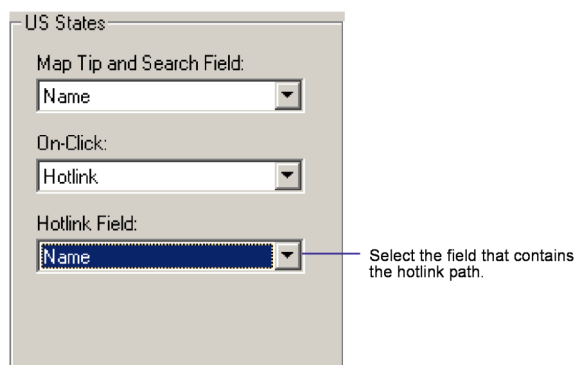 US States
Map Tip and Search Field:
Name
On-Click:
Hotlink
Hotlink Field:
Name
Select the field that contains
the hotlink path.